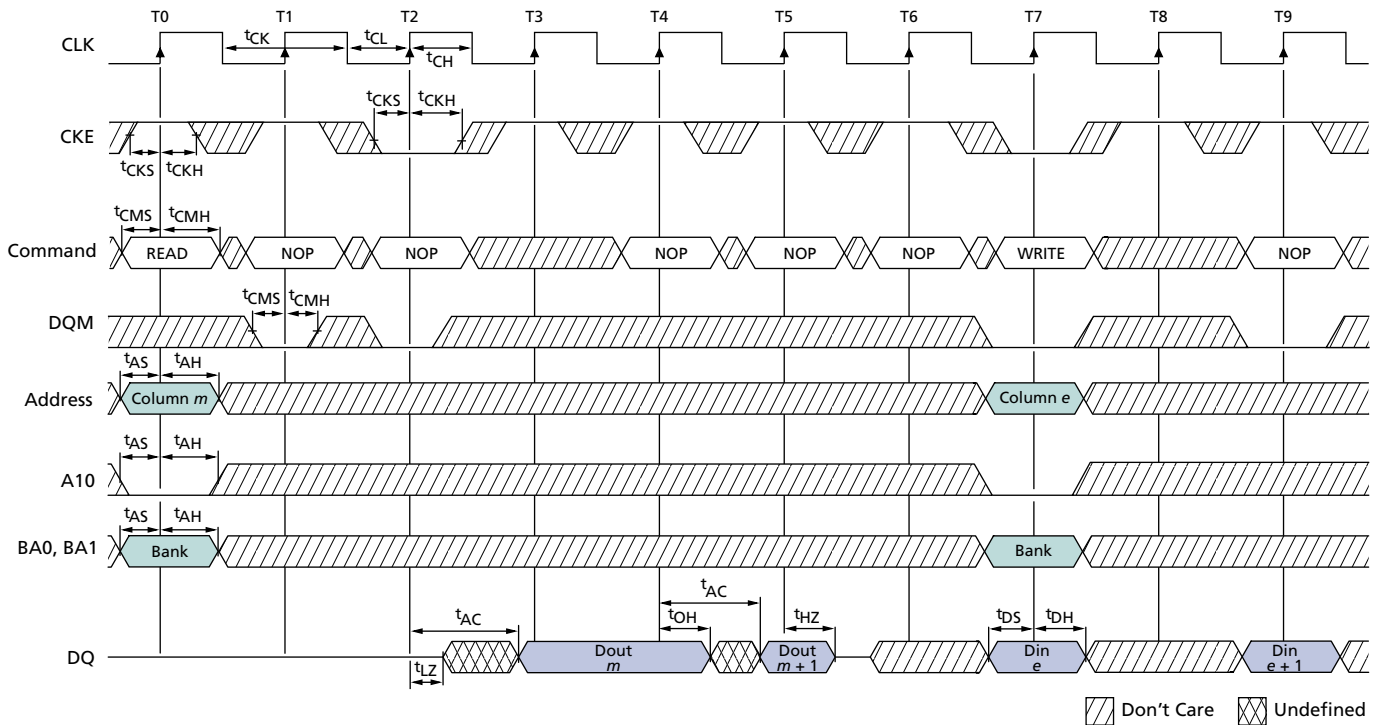 T0 T1 T2 T3 T4 T5 T6 T7 T8 T9
CLK
tCK tCL
tCH
tCKS tCKH
CKE
tCKS tCKH
tCMS tCMH
Command READ NOP NOP NOP NOP NOP WRITE NOP
tCMS tCMH
DQM
tAS tAH
Address Column m Column e
tAS tAH
A10
tAS tAH
BA0, BA1 Bank Bank
tAC
tAC tOH tHZ tDS tDH
DQ
Dout m Dout m + 1 Din e Din e + 1
tLZ
Don't Care Undefined